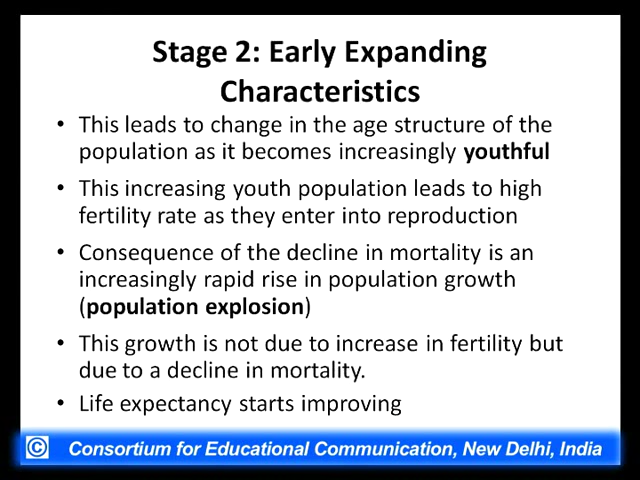 Stage 2: Early Expanding
Characteristics
• This leads to change in the age structure of the
population as it becomes increasingly youthful
• This increasing youth population leads to high
fertility rate as they enter into reproduction
• Consequence of the decline in mortality is an
increasingly rapid rise in population growth
(population explosion)
• This growth is not due to increase in fertility but
due to a decline in mortality.
• Life expectancy starts improving
© Consortium for Educational Communication, New Delhi, India